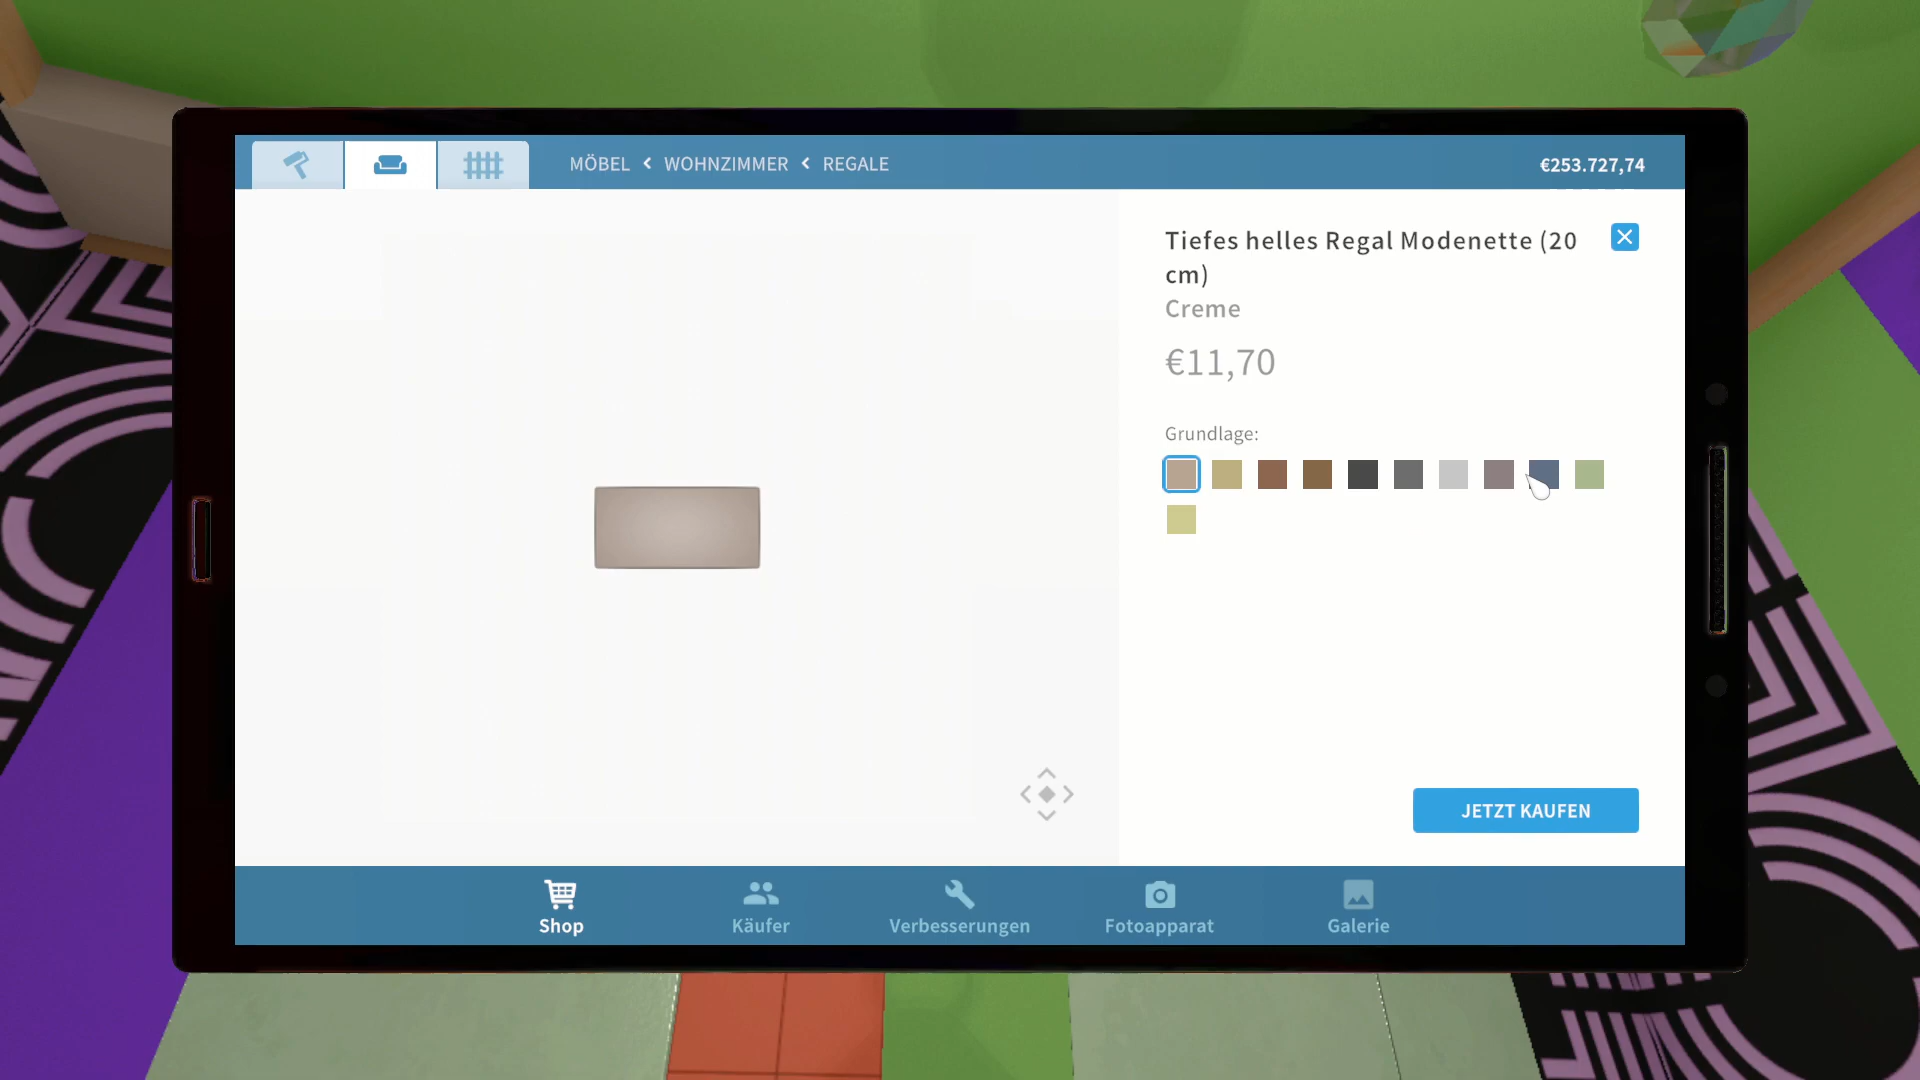 MÖBEL < WOHNZIMMER < REGALE
€253.727,74
Tiefes helles Regal Modenette (20
cm)
Creme
€11,70
Grundlage:
JETZT KAUFEN
Shop
Käufer
Verbesserungen
Fotoapparat
Galerie